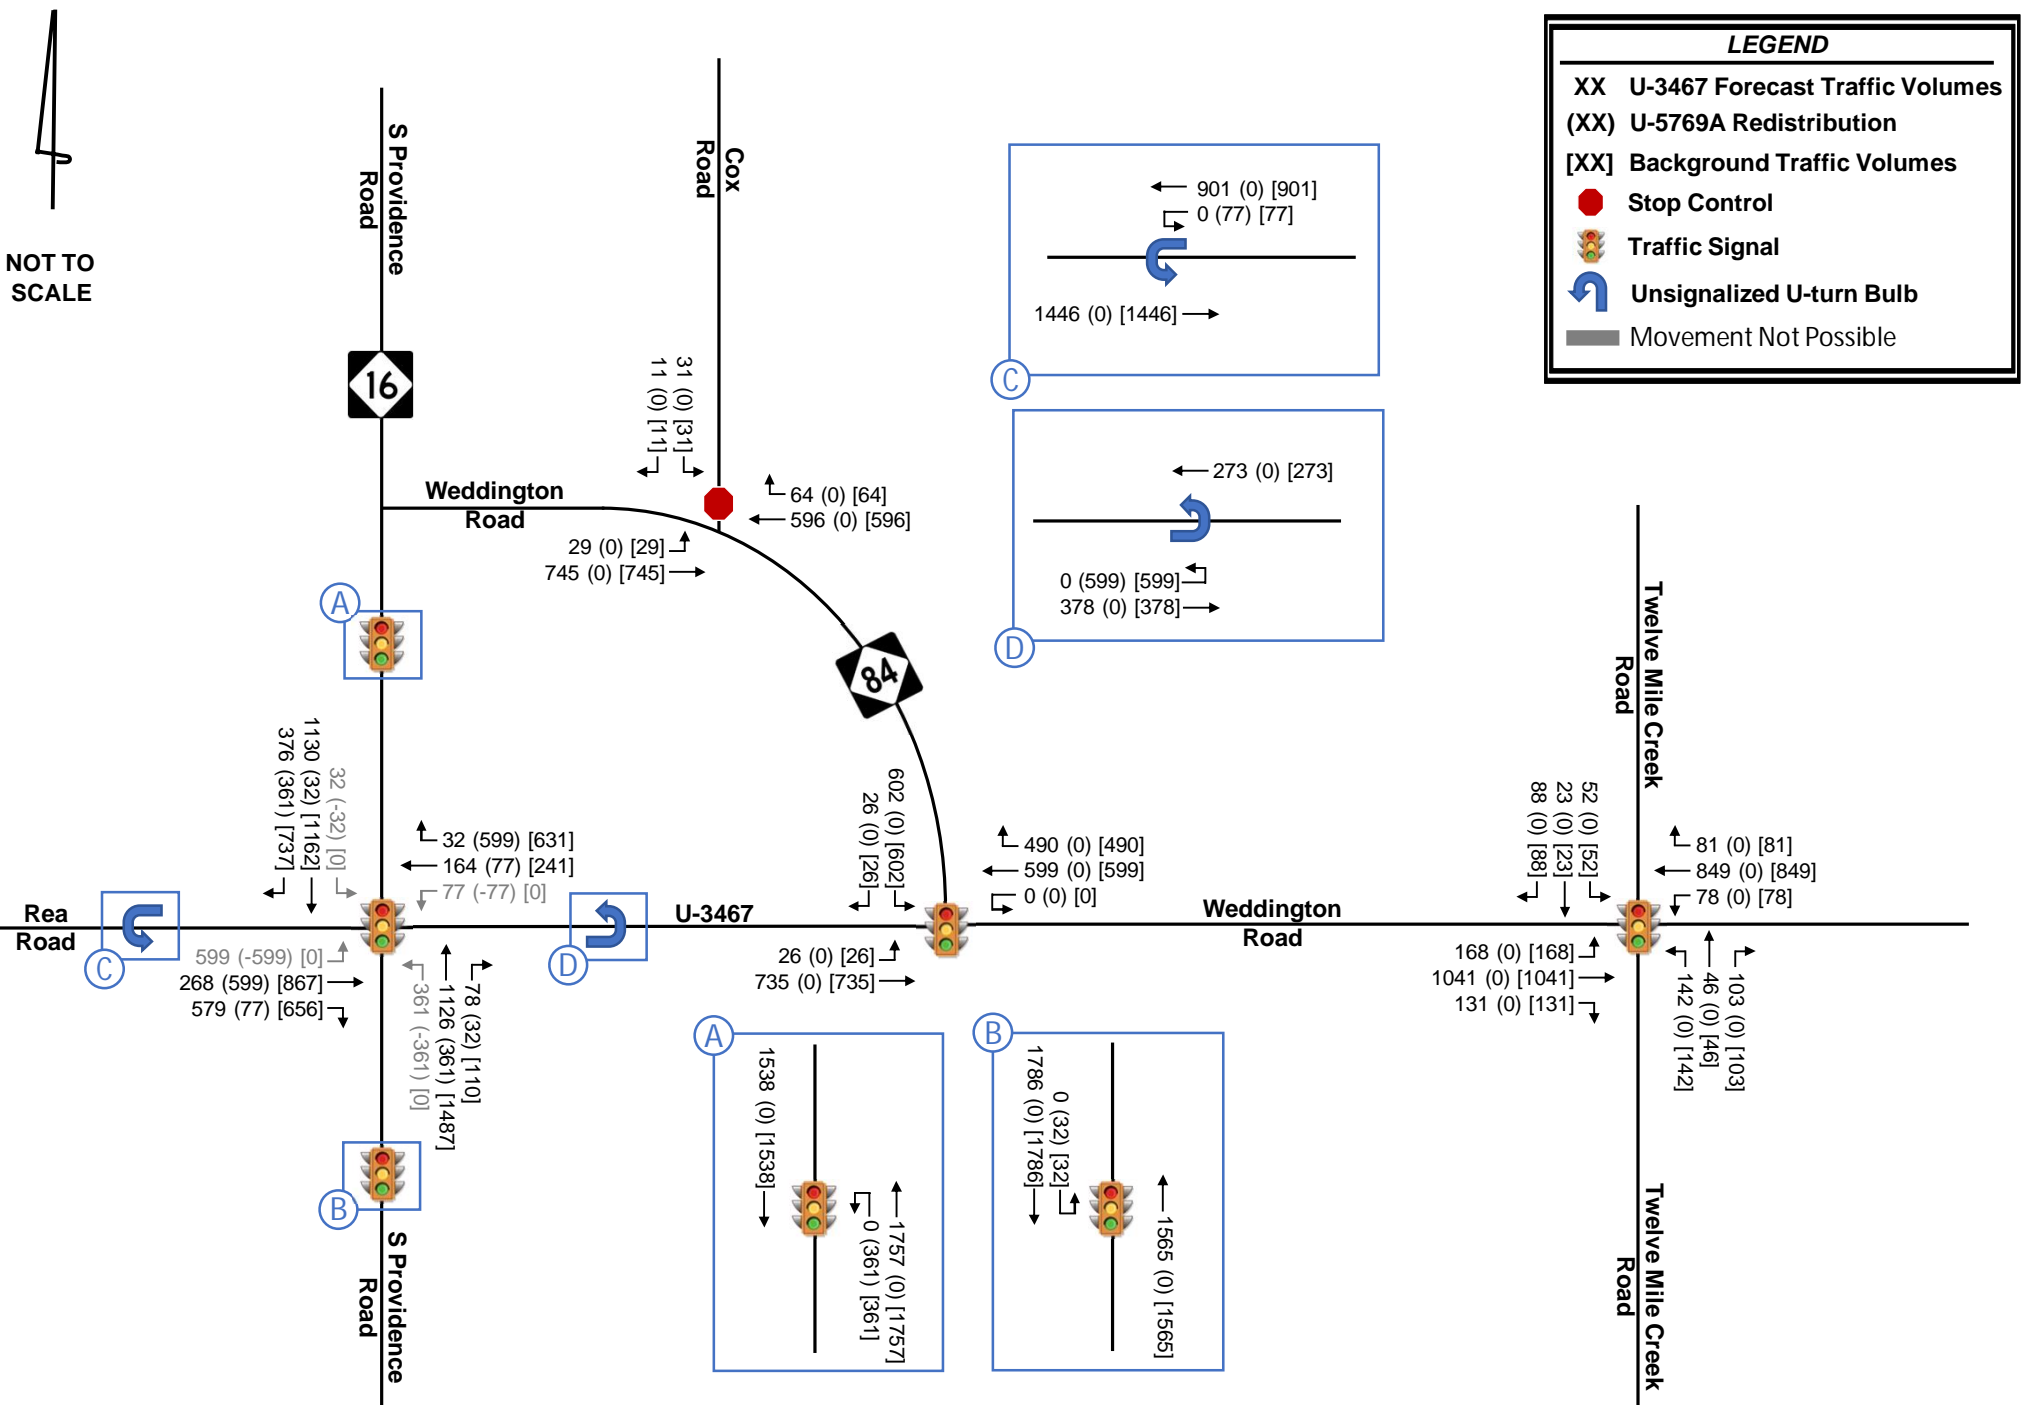 LEGEND
XX U-3467 Forecast Traffic Volumes
(XX) U-5769A Redistribution
[XX] Background Traffic Volumes
Stop Control
Traffic Signal
Unsignalized U-turn Bulb
Movement Not Possible
NOT TO
SCALE
S Providence
Road
Cox
Road
16
901 (0) [901]
0 (77) [77]
1446 (0) [1446]
C
273 (0) [273]
0 (599) [599]
378 (0) [378]
D
31 (0) [31]
11 (0) [11]
64 (0) [64]
596 (0) [596]
29 (0) [29]
745 (0) [745]
Weddington
Road
84
A
Twelve Mile Creek
Road
32 (-32) [0]
1130 (32) [1162]
376 (361) [737]
32 (599) [631]
164 (77) [241]
77 (-77) [0]
599 (-599) [0]
268 (599) [867]
579 (77) [656]
78 (32) [110]
1126 (361) [1487]
361 (-361) [0]
Rea
Road
C
U-3467
D
602 (0) [602]
26 (0) [26]
490 (0) [490]
599 (0) [599]
0 (0) [0]
26 (0) [26]
735 (0) [735]
Weddington
Road
52 (0) [52]
23 (0) [23]
88 (0) [88]
81 (0) [81]
849 (0) [849]
78 (0) [78]
168 (0) [168]
1041 (0) [1041]
131 (0) [131]
103 (0) [103]
46 (0) [46]
142 (0) [142]
B
S Providence
Road
A
1538 (0) [1538]
1757 (0) [1757]
0 (361) [361]
B
0 (32) [32]
1786 (0) [1786]
1565 (0) [1565]
Twelve Mile Creek
Road